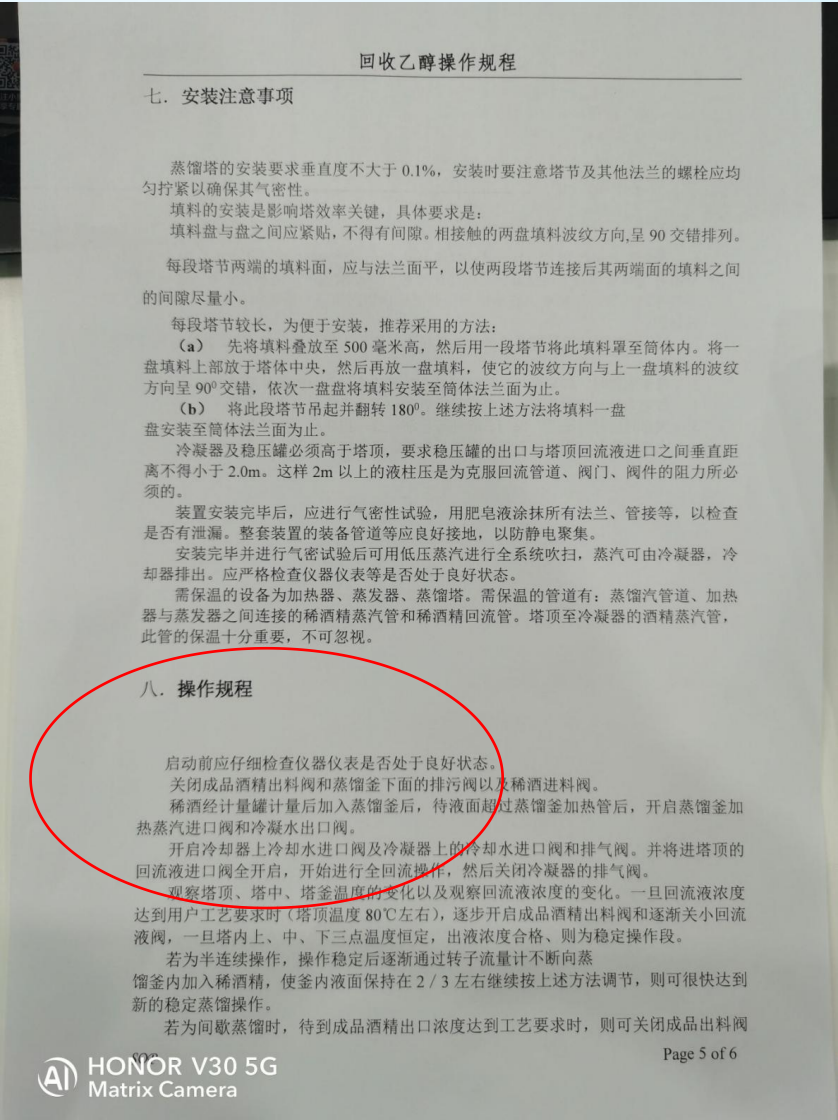 回收乙醇操作规程
七．安装注意事项
蒸馏塔的安装要求垂直度不大于 0.1%，安装时要注意塔节及其他法兰的螺栓应均
匀拧紧以确保其气密性。
填料的安装是影响塔效率关键，具体要求是：
填料盘与盘之间应紧贴，不得有间隙。相接触的两盘填料波纹方向,呈 90 交错排列。
每段塔节两端的填料面，应与法兰面平，以使两段塔节连接后其两端面的填料之间
的间隙尽量小。
每段塔节较长，为便于安装，推荐采用的方法：
（a） 先将填料叠放至 500 毫米高，然后用一段塔节将此填料罩至筒体内。将一
盘填料上部放于塔体中央，然后再放一盘填料，使它的波纹方向与上一盘填料的波纹
方向呈 90⁰交错，依次一盘盘将填料安装至筒体法兰面为止。
（b） 将此段塔节吊起并翻转 180⁰。继续按上述方法将填料一盘
盘安装至筒体法兰面为止。
冷凝器及稳压罐必须高于塔顶，要求稳压罐的出口与塔顶回流液进口之间垂直距
离不得小于 2.0m。这样 2m 以上的液柱压是为克服回流管道、阀门、阀件的阻力所必
须的。
装置安装完毕后，应进行气密性试验，用肥皂液涂抹所有法兰、管接等，以检查
是否有泄漏。整套装置的装备管道等应良好接地，以防静电聚集。
安装完毕并进行气密试验后可用低压蒸汽进行全系统吹扫，蒸汽可由冷凝器，冷
却器排出。应严格检查仪器仪表等是否处于良好状态。
需保温的设备为加热器、蒸发器、蒸馏塔。需保温的管道有：蒸馏汽管道、加热
器与蒸发器之间连接的稀酒精蒸汽管和稀酒精回流管。塔顶至冷凝器的酒精蒸汽管，
此管的保温十分重要，不可忽视。
八．操作规程
启动前应仔细检查仪器仪表是否处于良好状态。
关闭成品酒精出料阀和蒸馏釜下面的排污阀以及稀酒进料阀。
稀酒经计量罐计量后加入蒸馏釜后，待液面超过蒸馏釜加热管后，开启蒸馏釜加
热蒸汽进口阀和冷凝水出口阀。
开启冷却器上冷却水进口阀及冷凝器上的冷却水进口阀和排气阀。并将进塔顶的
回流液进口阀全开启，开始进行全回流操作，然后关闭冷凝器的排气阀。
观察塔顶、塔中、塔釜温度的变化以及观察回流液浓度的变化。一旦回流液浓度
达到用户工艺要求时（塔顶温度 80℃左右），逐步开启成品酒精出料阀和逐渐关小回流
液阀，一旦塔内上、中、下三点温度恒定，出液浓度合格、则为稳定操作段。
若为半连续操作，操作稳定后逐渐通过转子流量计不断向蒸
馏釜内加入稀酒精，使釜内液面保持在 2 / 3 左右继续按上述方法调节，则可很快达到
新的稳定蒸馏操作。
若为间歇蒸馏时，待到成品酒精出口浓度达到工艺要求时，则可关闭成品出料阀
Page 5 of 6
AI HONOR V30 5G
Matrix Camera